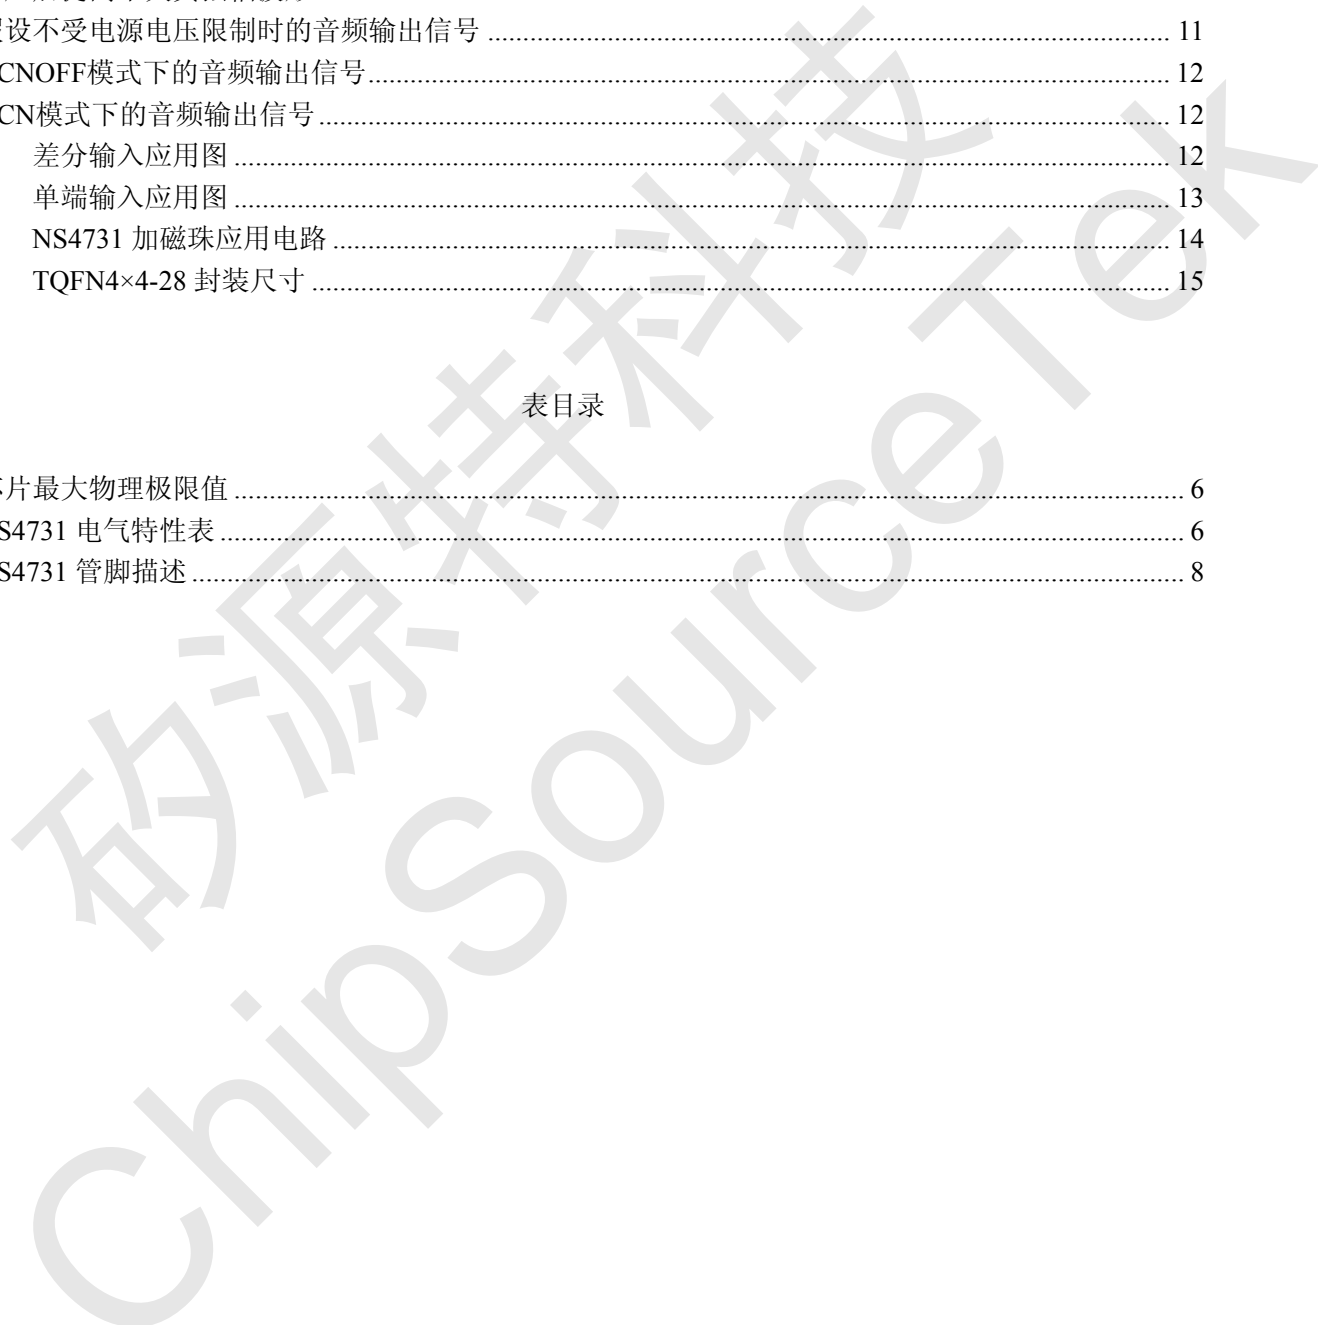 设不受电源电压限制时的音频输出信号 ........ 11
CNOFF模式下的音频输出信号 ........ 12
CN模式下的音频输出信号 ........ 12
差分输入应用图 ........ 12
单端输入应用图 ........ 13
NS4731 加磁珠应用电路 ........ 14
TQFN4×4-28 封装尺寸 ........ 15
表目录
片最大物理极限值 ........ 6
S4731 电气特性表 ........ 6
S4731 管脚描述 ........ 8
矽源特科技
ChipSourceTek